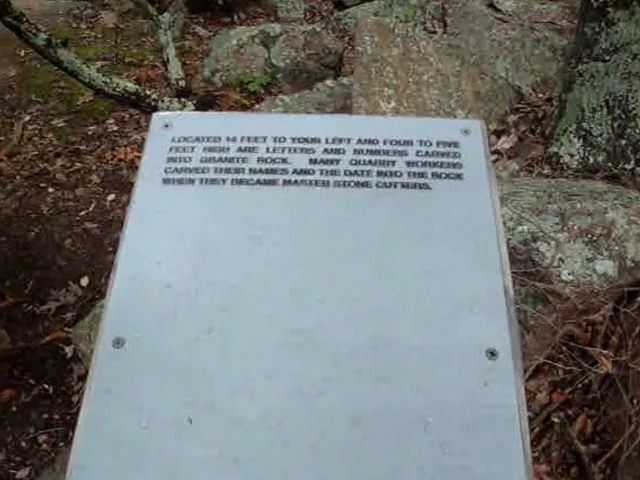 LOCATED 14 FEET TO YOUR LEFT AND FOUR TO FIVE
FEET HIGH ARE LETTERS AND NUMBERS CARVED
INTO GRANITE ROCK. MANY QUARRY WORKERS
CARVED THEIR NAMES AND THE DATE INTO THE ROCK
WHEN THEY BECAME MASTER STONE CUTTERS.